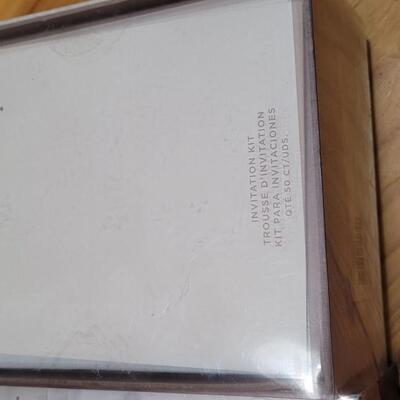 INVITATION KIT
TROUSSE D'INVITATION
KIT PARA INVITACIONES
QTÉ. 50 CT/UDS.